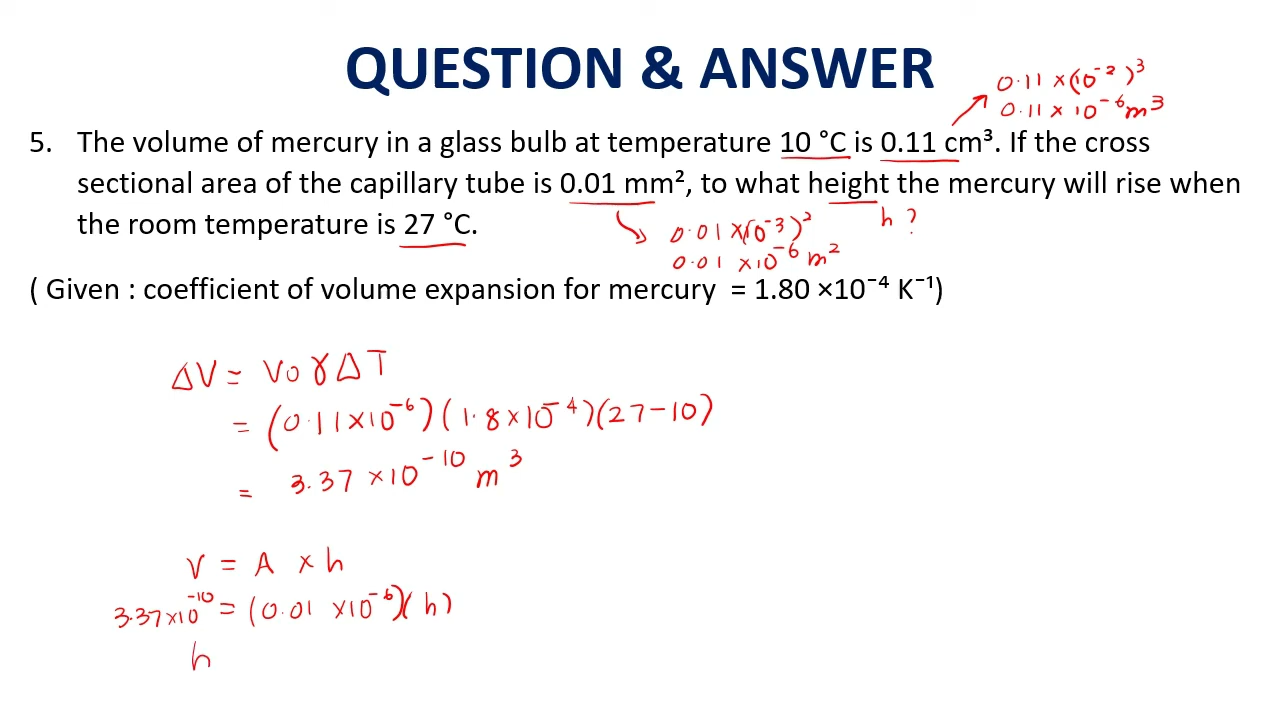 QUESTION & ANSWER
0.11 × (10⁻²)³
0.11 × 10⁻⁶ m³
5. The volume of mercury in a glass bulb at temperature 10 °C is 0.11 cm³. If the cross
sectional area of the capillary tube is 0.01 mm², to what height the mercury will rise when
the room temperature is 27 °C.
h ?
0.01 × (10⁻³)²
0.01 × 10⁻⁶ m²
( Given : coefficient of volume expansion for mercury = 1.80 ×10⁻⁴ K⁻¹)
ΔV = V₀ γ Δ T
= (0.11 × 10⁻⁶) (1.8 × 10⁻⁴) (27 − 10)
= 3.37 × 10⁻¹⁰ m³
V = A × h
3.37 × 10⁻¹⁰ = (0.01 × 10⁻⁶) (h)
h